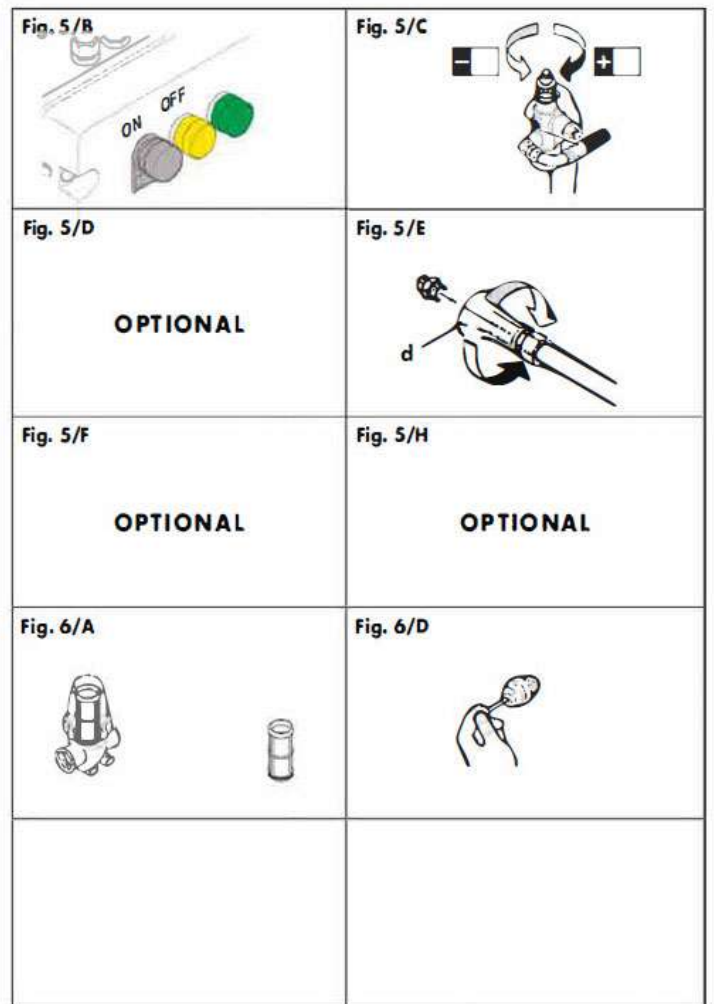 Fig. 5/B
ON
OFF
Fig. 5/C
-
+
Fig. 5/D
OPTIONAL
Fig. 5/E
d
Fig. 5/F
OPTIONAL
Fig. 5/H
OPTIONAL
Fig. 6/A
Fig. 6/D